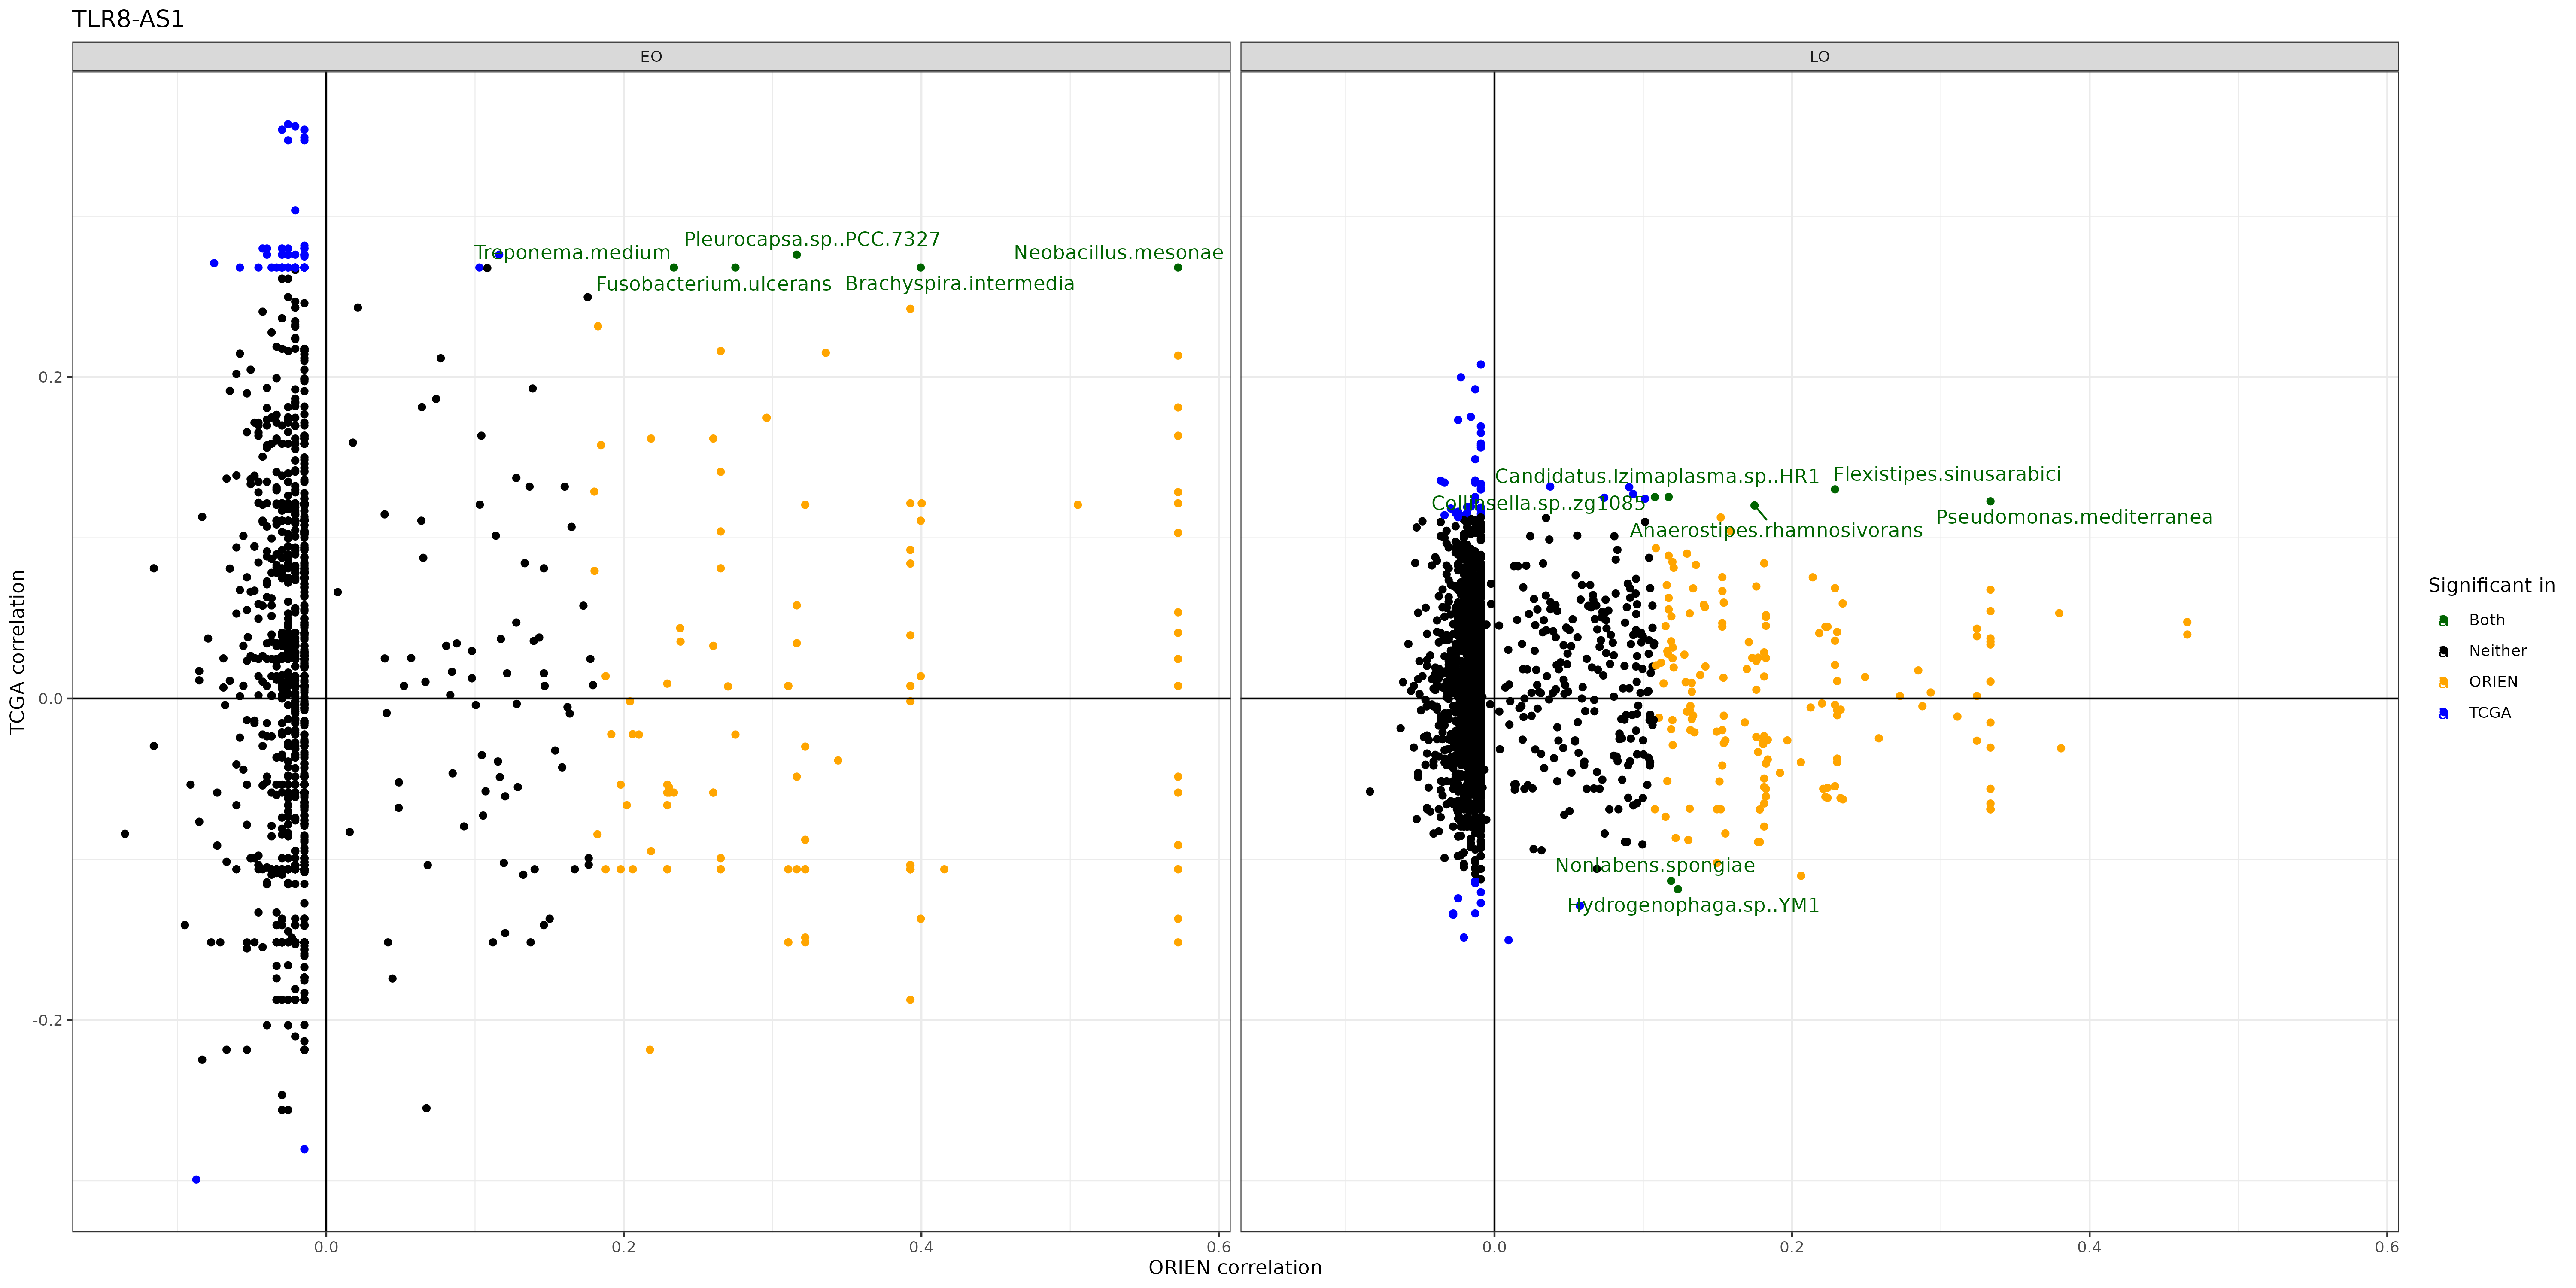 TLR8-AS1
EO
LO
Pleurocapsa.sp..PCC.7327
Treponema.medium
Neobacillus.mesonae
Fusobacterium.ulcerans
Brachyspira.intermedia
Candidatus.Izimaplasma.sp..HR1
Flexistipes.sinusarabici
Collinsella.sp..zg1085
Pseudomonas.mediterranea
Anaerostipes.rhamnosivorans
Nonlabens.spongiae
Hydrogenophaga.sp..YM1
0.2
0.0
-0.2
TCGA correlation
0.0
0.2
0.4
0.6
0.0
0.2
0.4
0.6
ORIEN correlation
Significant in
a Both
a Neither
a ORIEN
a TCGA